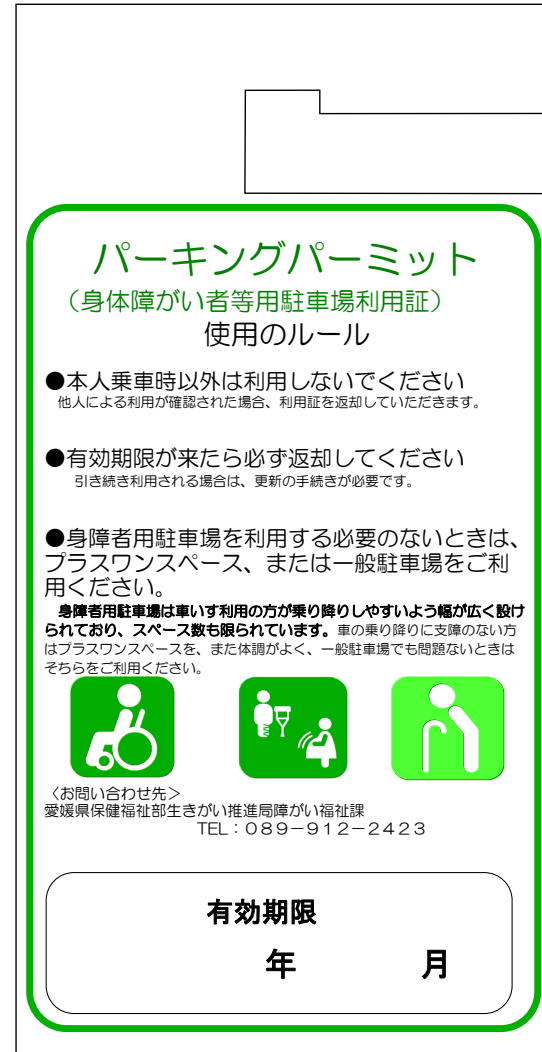 パーキングパーミット
（身体障がい者等用駐車場利用証）
使用のルール
●本人乗車時以外は利用しないでください
他人による利用が確認された場合、利用証を返却していただきます。
●有効期限が来たら必ず返却してください
引き続き利用される場合は、更新の手続きが必要です。
●身障者用駐車場を利用する必要のないときは、
プラスワンスペース、または一般駐車場をご利
用ください。
身障者用駐車場は車いす利用の方が乗り降りしやすいよう幅が広く設け
られており、スペース数も限られています。車の乗り降りに支障のない方
はプラスワンスペースを、また体調がよく、一般駐車場でも問題ないときは
そちらをご利用ください。
〈お問い合わせ先＞
愛媛県保健福祉部生きがい推進局障がい福祉課
TEL：０８９－９１２－２４２３
有効期限
年　　　月